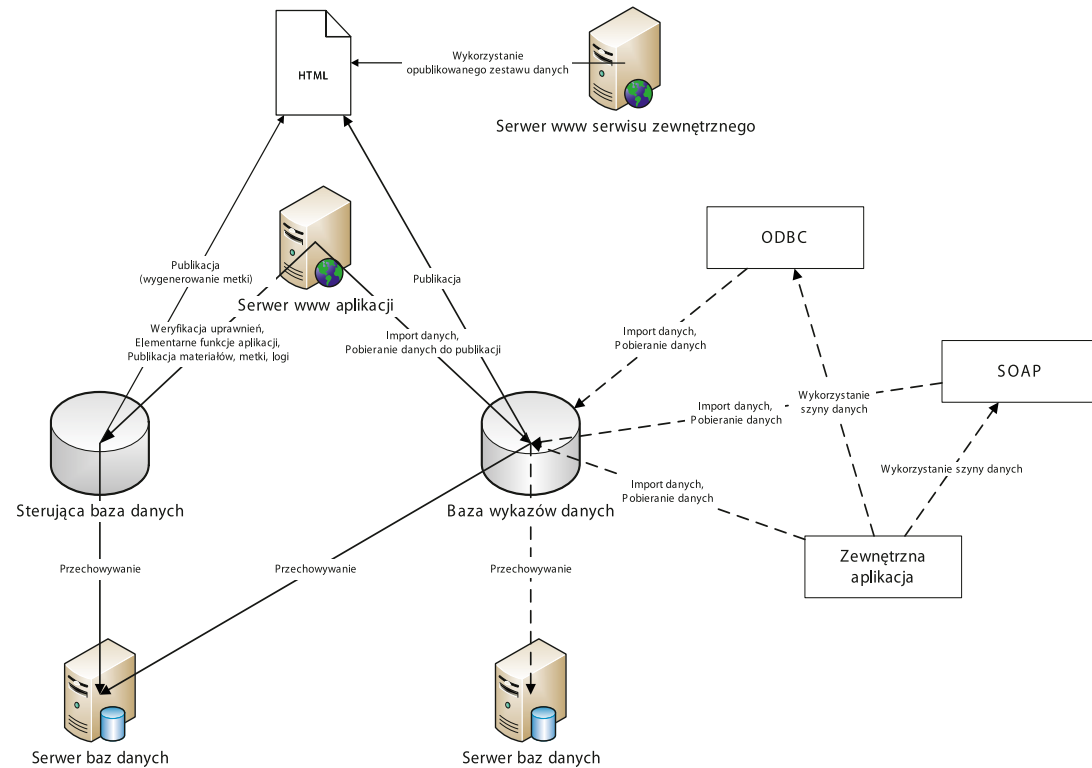 HTML
Wykorzystanie
opublikowanego zestawu danych
Serwer www serwisu zewnętrznego
ODBC
Publikacja
(wygenerowanie metki)
Publikacja
Serwer www aplikacji
Weryfikacja uprawnień,
Elementarne funkcje aplikacji,
Publikacja materiałów, metki, logi
Import danych,
Pobieranie danych do publikacji
Import danych,
Pobieranie danych
SOAP
Wykorzystanie
szyny danych
Import danych,
Pobieranie danych
Wykorzystanie szyny danych
Import danych,
Pobieranie danych
Sterująca baza danych
Baza wykazów danych
Zewnętrzna
aplikacja
Przechowywanie
Przechowywanie
Przechowywanie
Serwer baz danych
Serwer baz danych